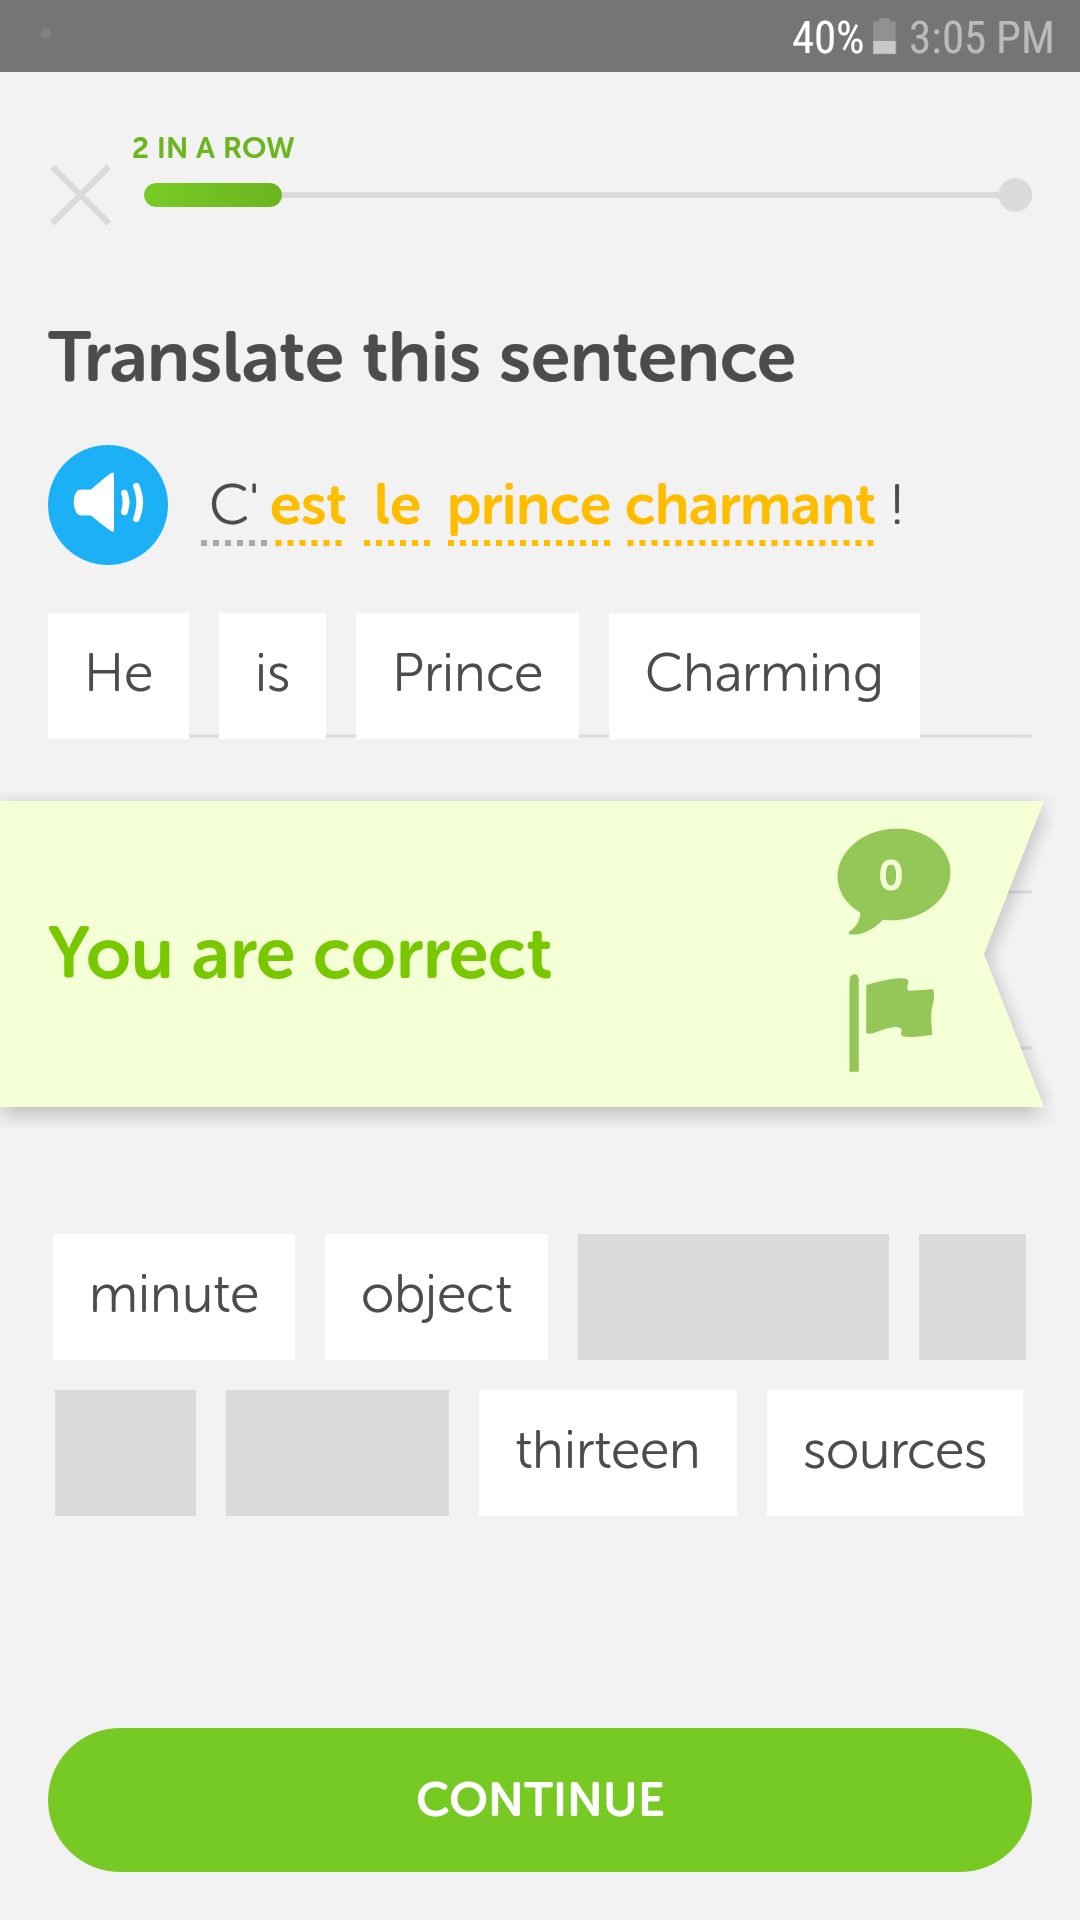 40% 3:05 PM
2 IN A ROW
Translate this sentence
C'est le prince charmant !
He is Prince Charming
0
You are correct
minute object
thirteen sources
CONTINUE